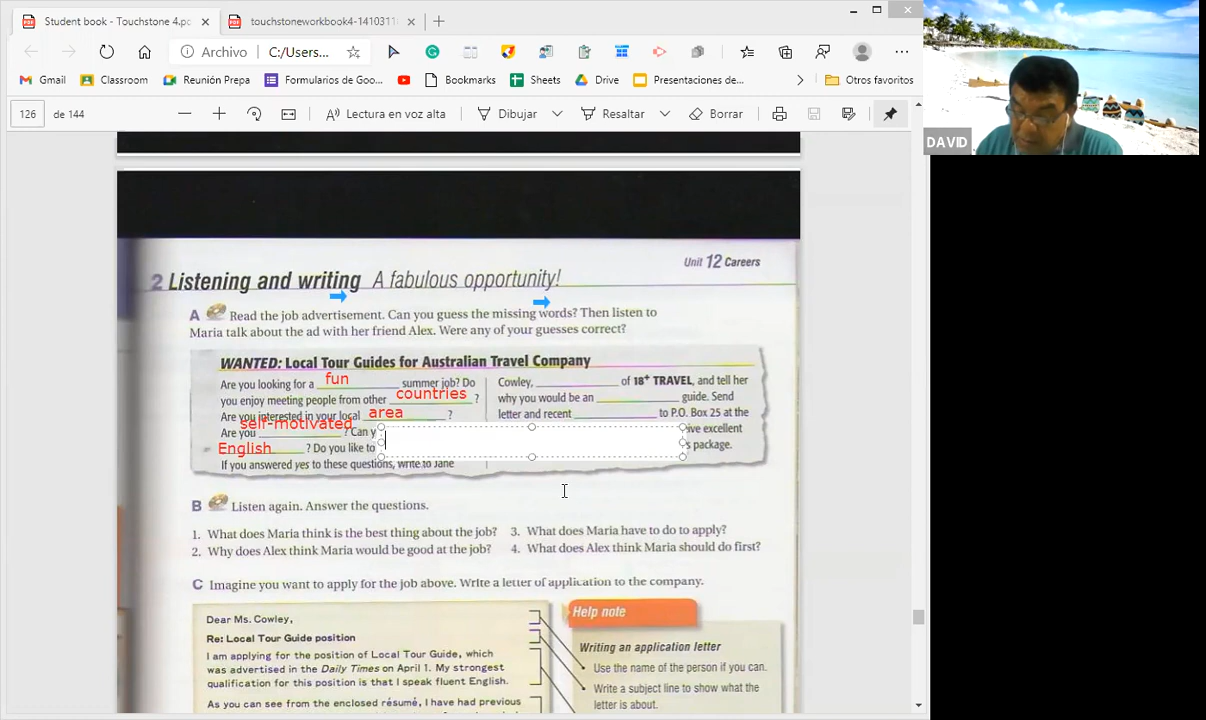 Student book - Touchstone 4.p
touchstoneworkbook4-1410311
Archivo
C:/Users...
Gmail
Classroom
Reunión Prepa
Formularios de Goo...
Bookmarks
Sheets
Drive
Presentaciones de...
Otros favoritos
126 de 144
Lectura en voz alta
Dibujar
Resaltar
Borrar
DAVID
Unit 12 Careers
2 Listening and writing A fabulous opportunity!
A Read the job advertisement. Can you guess the missing words? Then listen to
Maria talk about the ad with her friend Alex. Were any of your guesses correct?
WANTED: Local Tour Guides for Australian Travel Company
Are you looking for a fun summer job? Do
you enjoy meeting people from other countries ?
Are you interested in your local area ?
Are you self-motivated ? Can y
English ? Do you like to
If you answered yes to these questions, write to Jane
Cowley, of 18+ TRAVEL, and tell her
why you would be an guide. Send
letter and recent to P.O. Box 25 at the
ive excellent
's package.
B Listen again. Answer the questions.
1. What does Maria think is the best thing about the job?
2. Why does Alex think Maria would be good at the job?
3. What does Maria have to do to apply?
4. What does Alex think Maria should do first?
C Imagine you want to apply for the job above. Write a letter of application to the company.
Dear Ms. Cowley,
Re: Local Tour Guide position
I am applying for the position of Local Tour Guide, which
was advertised in the Daily Times on April 1. My strongest
qualification for this position is that I speak fluent English.
As you can see from the enclosed résumé, I have had previous
Help note
Writing an application letter
Use the name of the person if you can.
Write a subject line to show what the
letter is about.